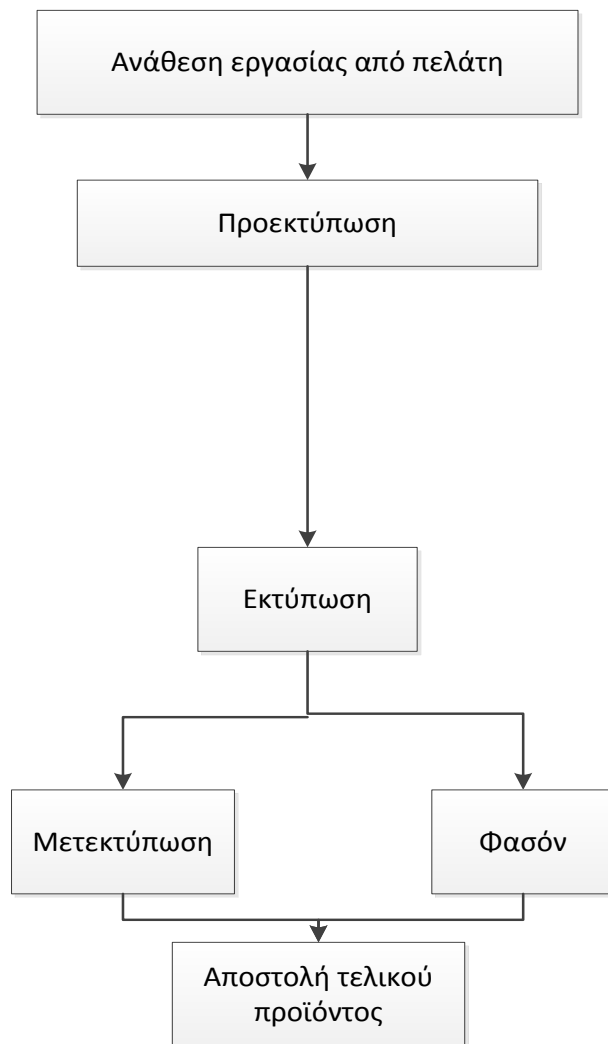 Ανάθεση εργασίας από πελάτη
Προεκτύπωση
Εκτύπωση
Μετεκτύπωση
Φασόν
Αποστολή τελικού
προϊόντος